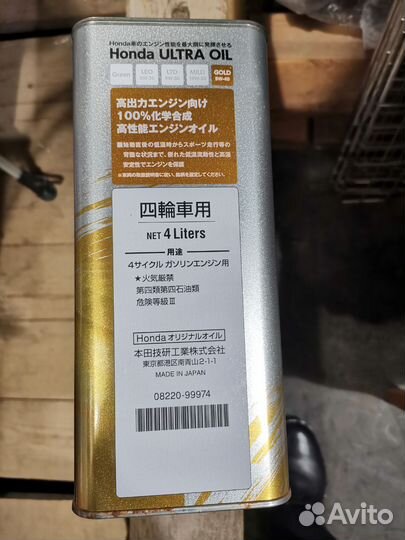 Honda車のエンジン性能を最大限に発揮させる
Honda ULTRA OIL
Green LEO LTD MILD GOLD
5W-40
高出力エンジン向け
100%化学合成
高性能エンジンオイル
四輪車用
NET 4 Liters
用途
4サイクル ガソリンエンジン用
★火気厳禁
第四類第四石油類
危険等級Ⅲ
Honda オリジナルオイル
本田技研工業株式会社
東京都港区南青山2-1-1
MADE IN JAPAN
08220-99974
Avito